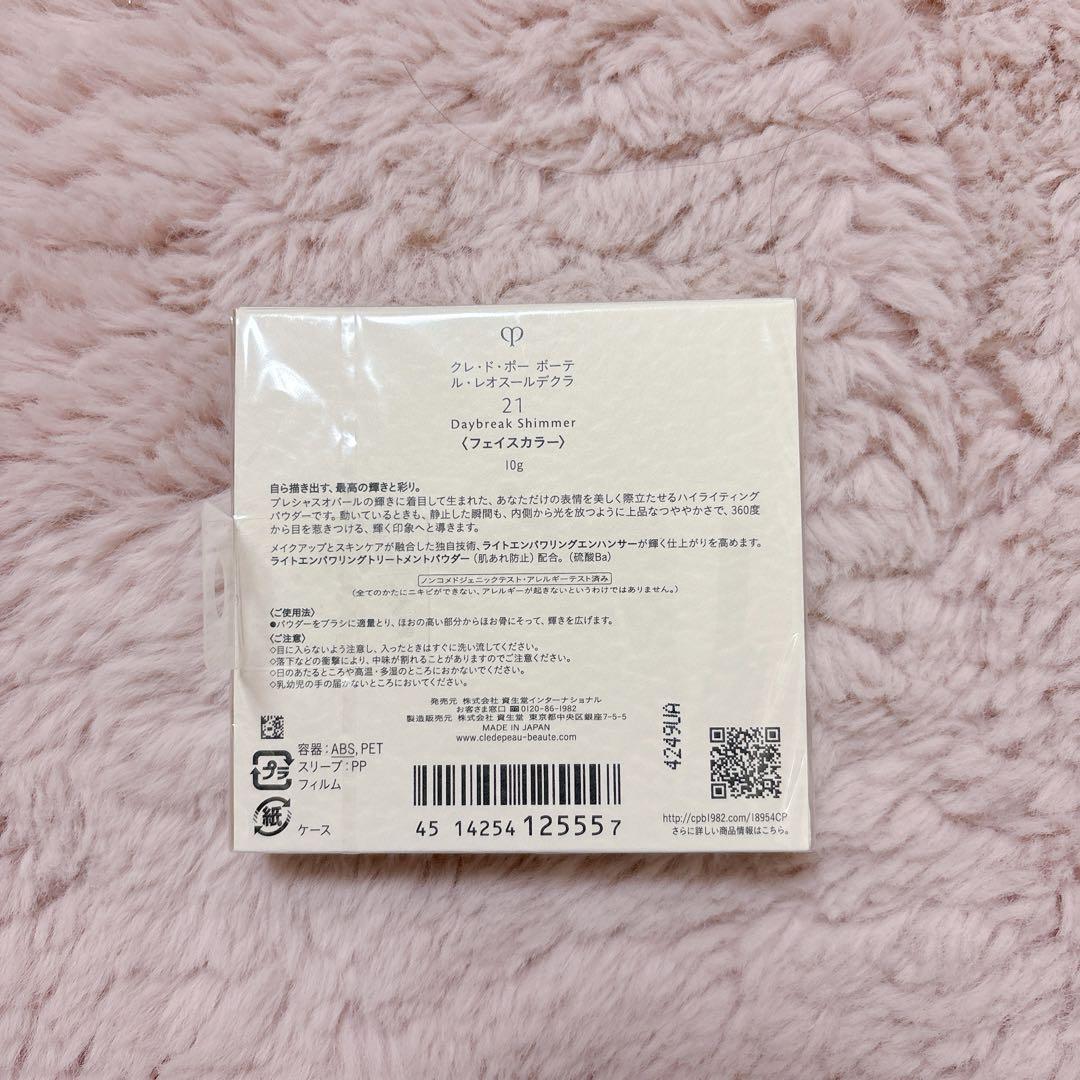 クレ・ド・ポー ボーテ
ル・レオスールデクラ
21
Daybreak Shimmer
〈フェイスカラー〉
10g
自ら描き出す、最高の輝きと彩り。
プレシャスオパールの輝きに着目して生まれた、あなただけの表情を美しく際立たせるハイライティング
パウダーです。動いているときも、静止した瞬間も、内側から光を放つように上品なつややかさで、360度
から目を惹きつける、輝く印象へと導きます。
メイクアップとスキンケアが融合した独自技術、ライトエンパワリングエンハンサーが輝く仕上がりを高めます。
ライトエンパワリングトリートメントパウダー(肌あれ防止)配合。(硫酸Ba)
ノンコメドジェニックテスト・アレルギーテスト済み
(全てのかたにニキビができない、アレルギーが起きないというわけではありません。)
〈ご使用法〉
●パウダーをブラシに適量とり、ほおの高い部分からほお骨にそって、輝きを広げます。
〈ご注意〉
◇目に入らないよう注意し、入ったときはすぐに洗い流してください。
◇落下などの衝撃により、中味が割れることがありますのでご注意ください。
◇日のあたるところや高温・多湿のところにおかないでください。
◇乳幼児の手の届かないところにおいてください。
発売元 株式会社 資生堂インターナショナル
お客さま窓口 0120-86-1982
製造販売元 株式会社 資生堂 東京都中央区銀座7-5-5
MADE IN JAPAN
www.cledepeau-beaute.com
4249UA
プラ
容器:ABS,PET
スリーブ:PP
フィルム
紙
ケース
45 14254 12555 7
http://cpb1982.com/18954CP
さらに詳しい商品情報はこちら。